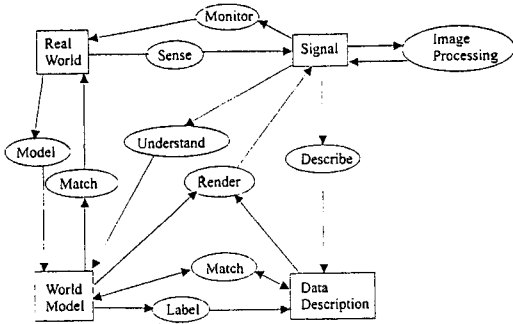 Monitor
Real
World
Sense
Signal
Image
Processing
Model
Understand
Describe
Match
Render
World
Model
Match
Label
Data
Description